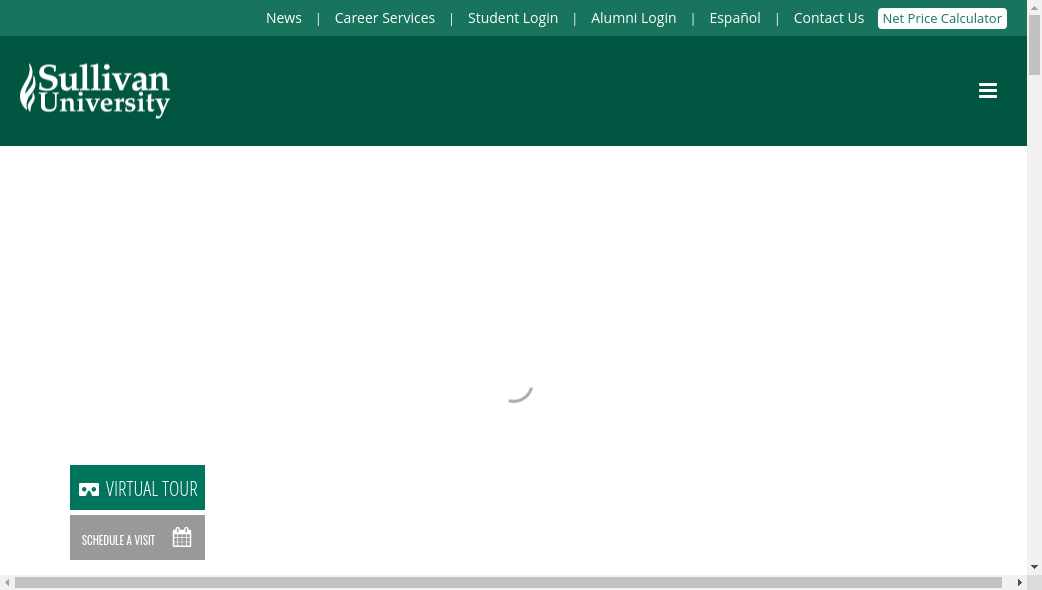 News | Career Services | Student Login | Alumni Login | Español | Contact Us Net Price Calculator
Sullivan
University
VIRTUAL TOUR
SCHEDULE A VISIT